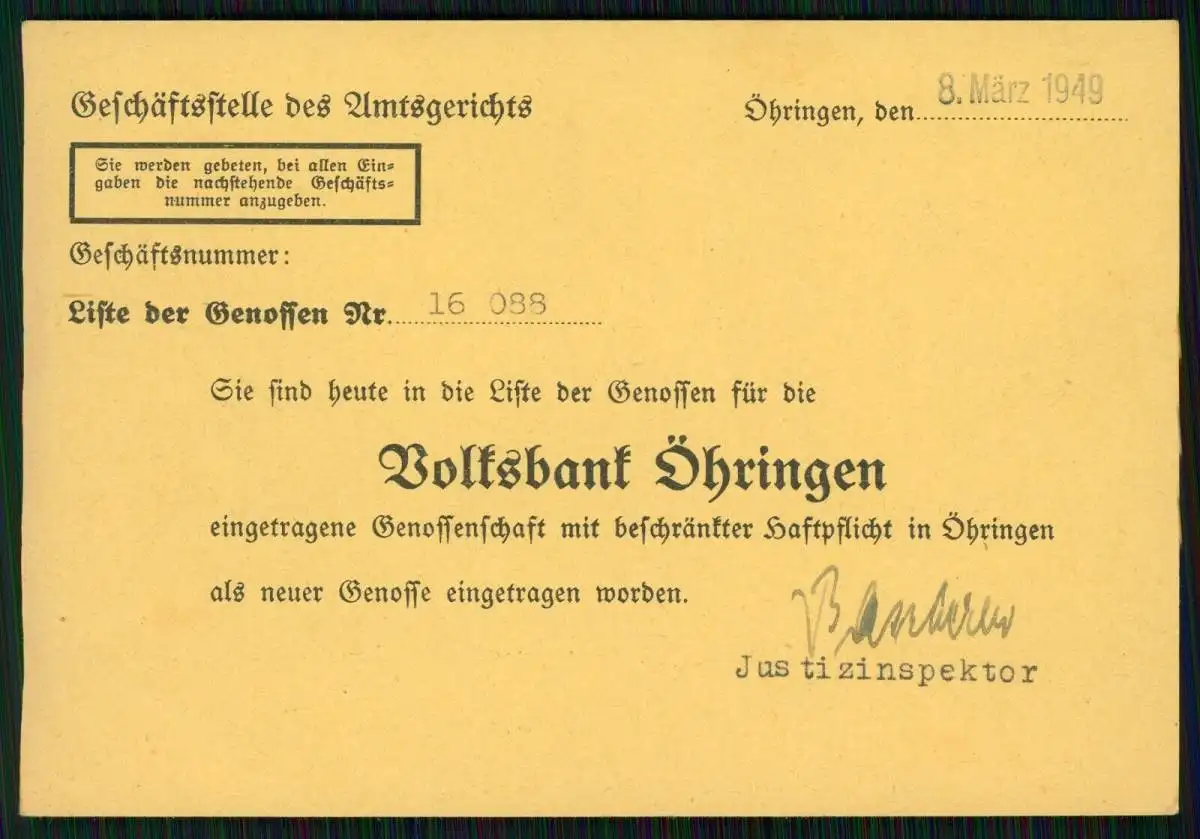 Geschäftsstelle des Amtsgerichts
Öhringen, den 8. März 1949
Sie werden gebeten, bei allen Ein=
gaben die nachstehende Geschäfts=
nummer anzugeben.
Geschäftsnummer:
Liste der Genossen Nr. 16 088
Sie sind heute in die Liste der Genossen für die
Volksbank Öhringen
eingetragene Genossenschaft mit beschränkter Haftpflicht in Öhringen
als neuer Genosse eingetragen worden.
Justizinspektor